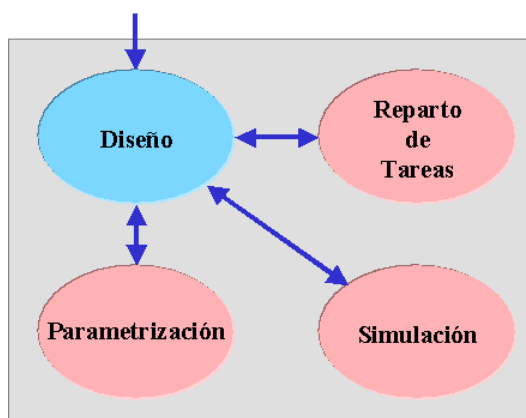 Diseño
Reparto
de
Tareas
Parametrización
Simulación